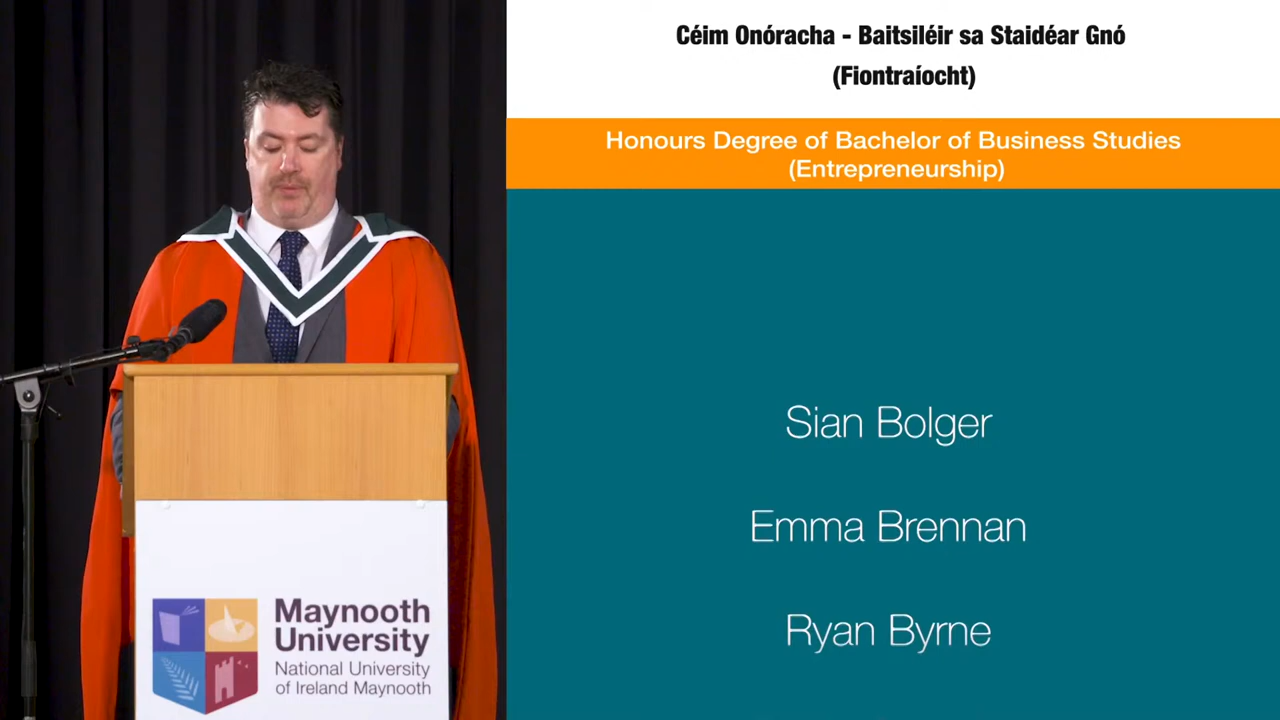 Céim Onóracha - Baitsiléir sa Staidéar Gnó
(Fiontraíocht)
Honours Degree of Bachelor of Business Studies
(Entrepreneurship)
Sian Bolger
Emma Brennan
Ryan Byrne
Maynooth
University
National University
of Ireland Maynooth